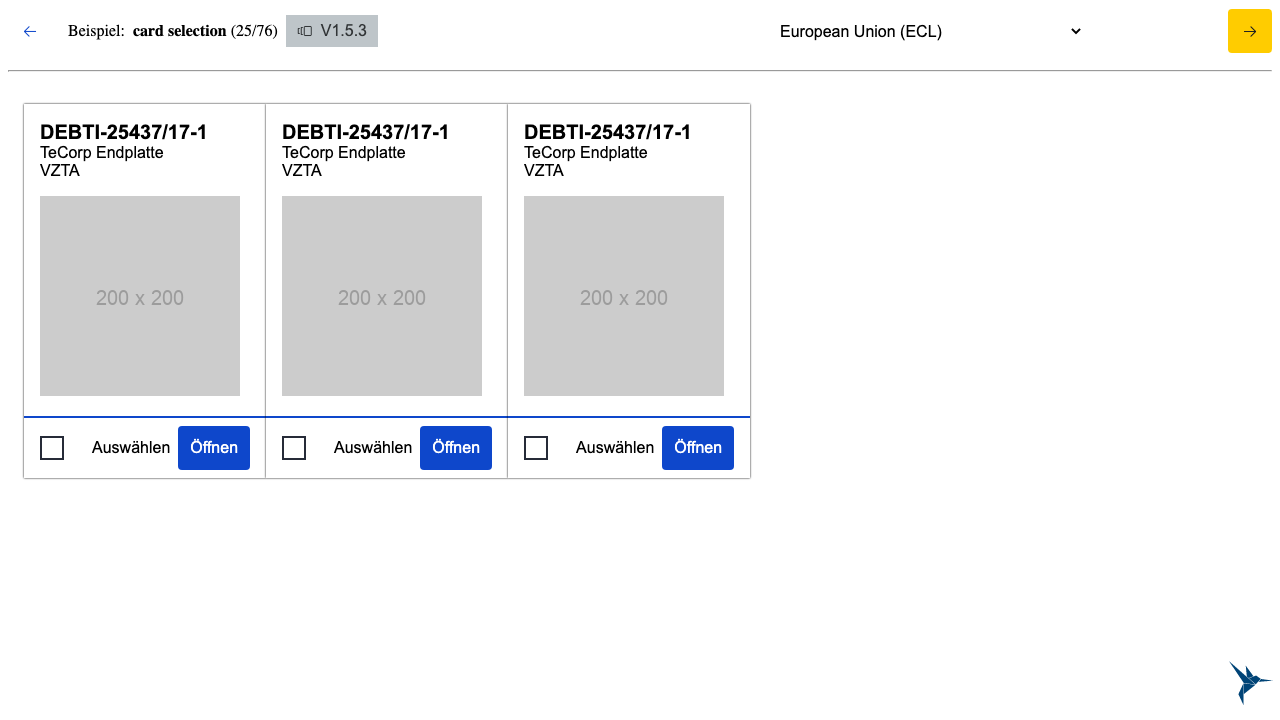 Beispiel: card selection (25/76) V1.5.3 European Union (ECL)
DEBTI-25437/17-1
TeCorp Endplatte
VZTA
200 x 200
Auswählen Öffnen
DEBTI-25437/17-1
TeCorp Endplatte
VZTA
200 x 200
Auswählen Öffnen
DEBTI-25437/17-1
TeCorp Endplatte
VZTA
200 x 200
Auswählen Öffnen